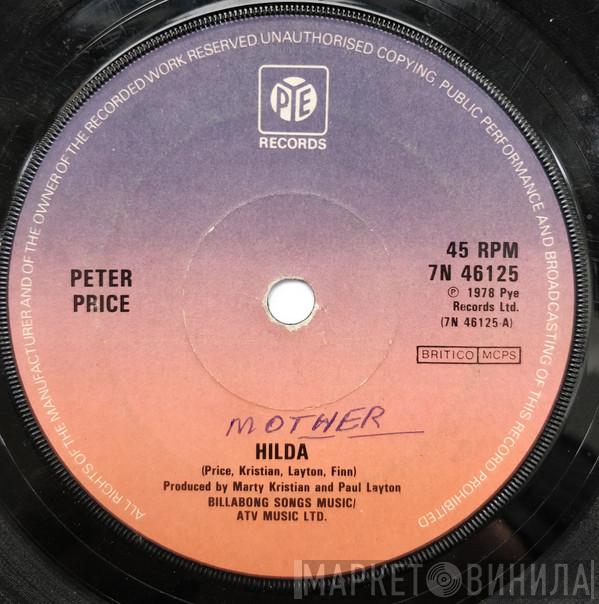 ALL RIGHTS OF THE MANUFACTURER AND OF THE OWNER OF THE RECORDED WORK RESERVED UNAUTHORISED COPYING, PUBLIC PERFORMANCE AND BROADCASTING OF THIS RECORD PROHIBITED
PYE
RECORDS
PETER
PRICE
45 RPM
7N 46125
℗ 1978 Pye
Records Ltd.
(7N 46125-A)
BRITICO MCPS
MOTHER
HILDA
(Price, Kristian, Layton, Finn)
Produced by Marty Kristian and Paul Layton
BILLABONG SONGS MUSIC/
ATV MUSIC LTD.
МАРКЕТ ВИНИЛА